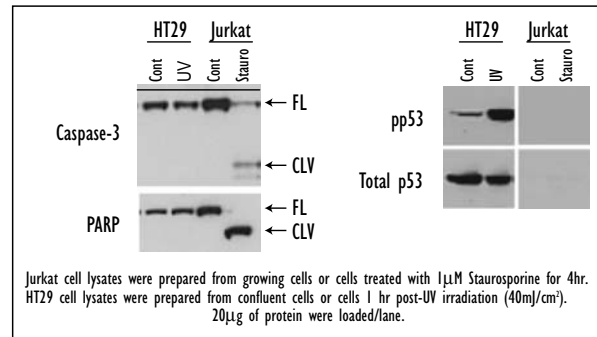 HT29 Jurkat
Cont UV Cont Stauro
Caspase-3
FL
CLV
PARP
FL
CLV
HT29 Jurkat
Cont UV Cont Stauro
pp53
Total p53
Jurkat cell lysates were prepared from growing cells or cells treated with 1μM Staurosporine for 4hr.
HT29 cell lysates were prepared from confluent cells or cells 1 hr post-UV irradiation (40mJ/cm²).
20μg of protein were loaded/lane.